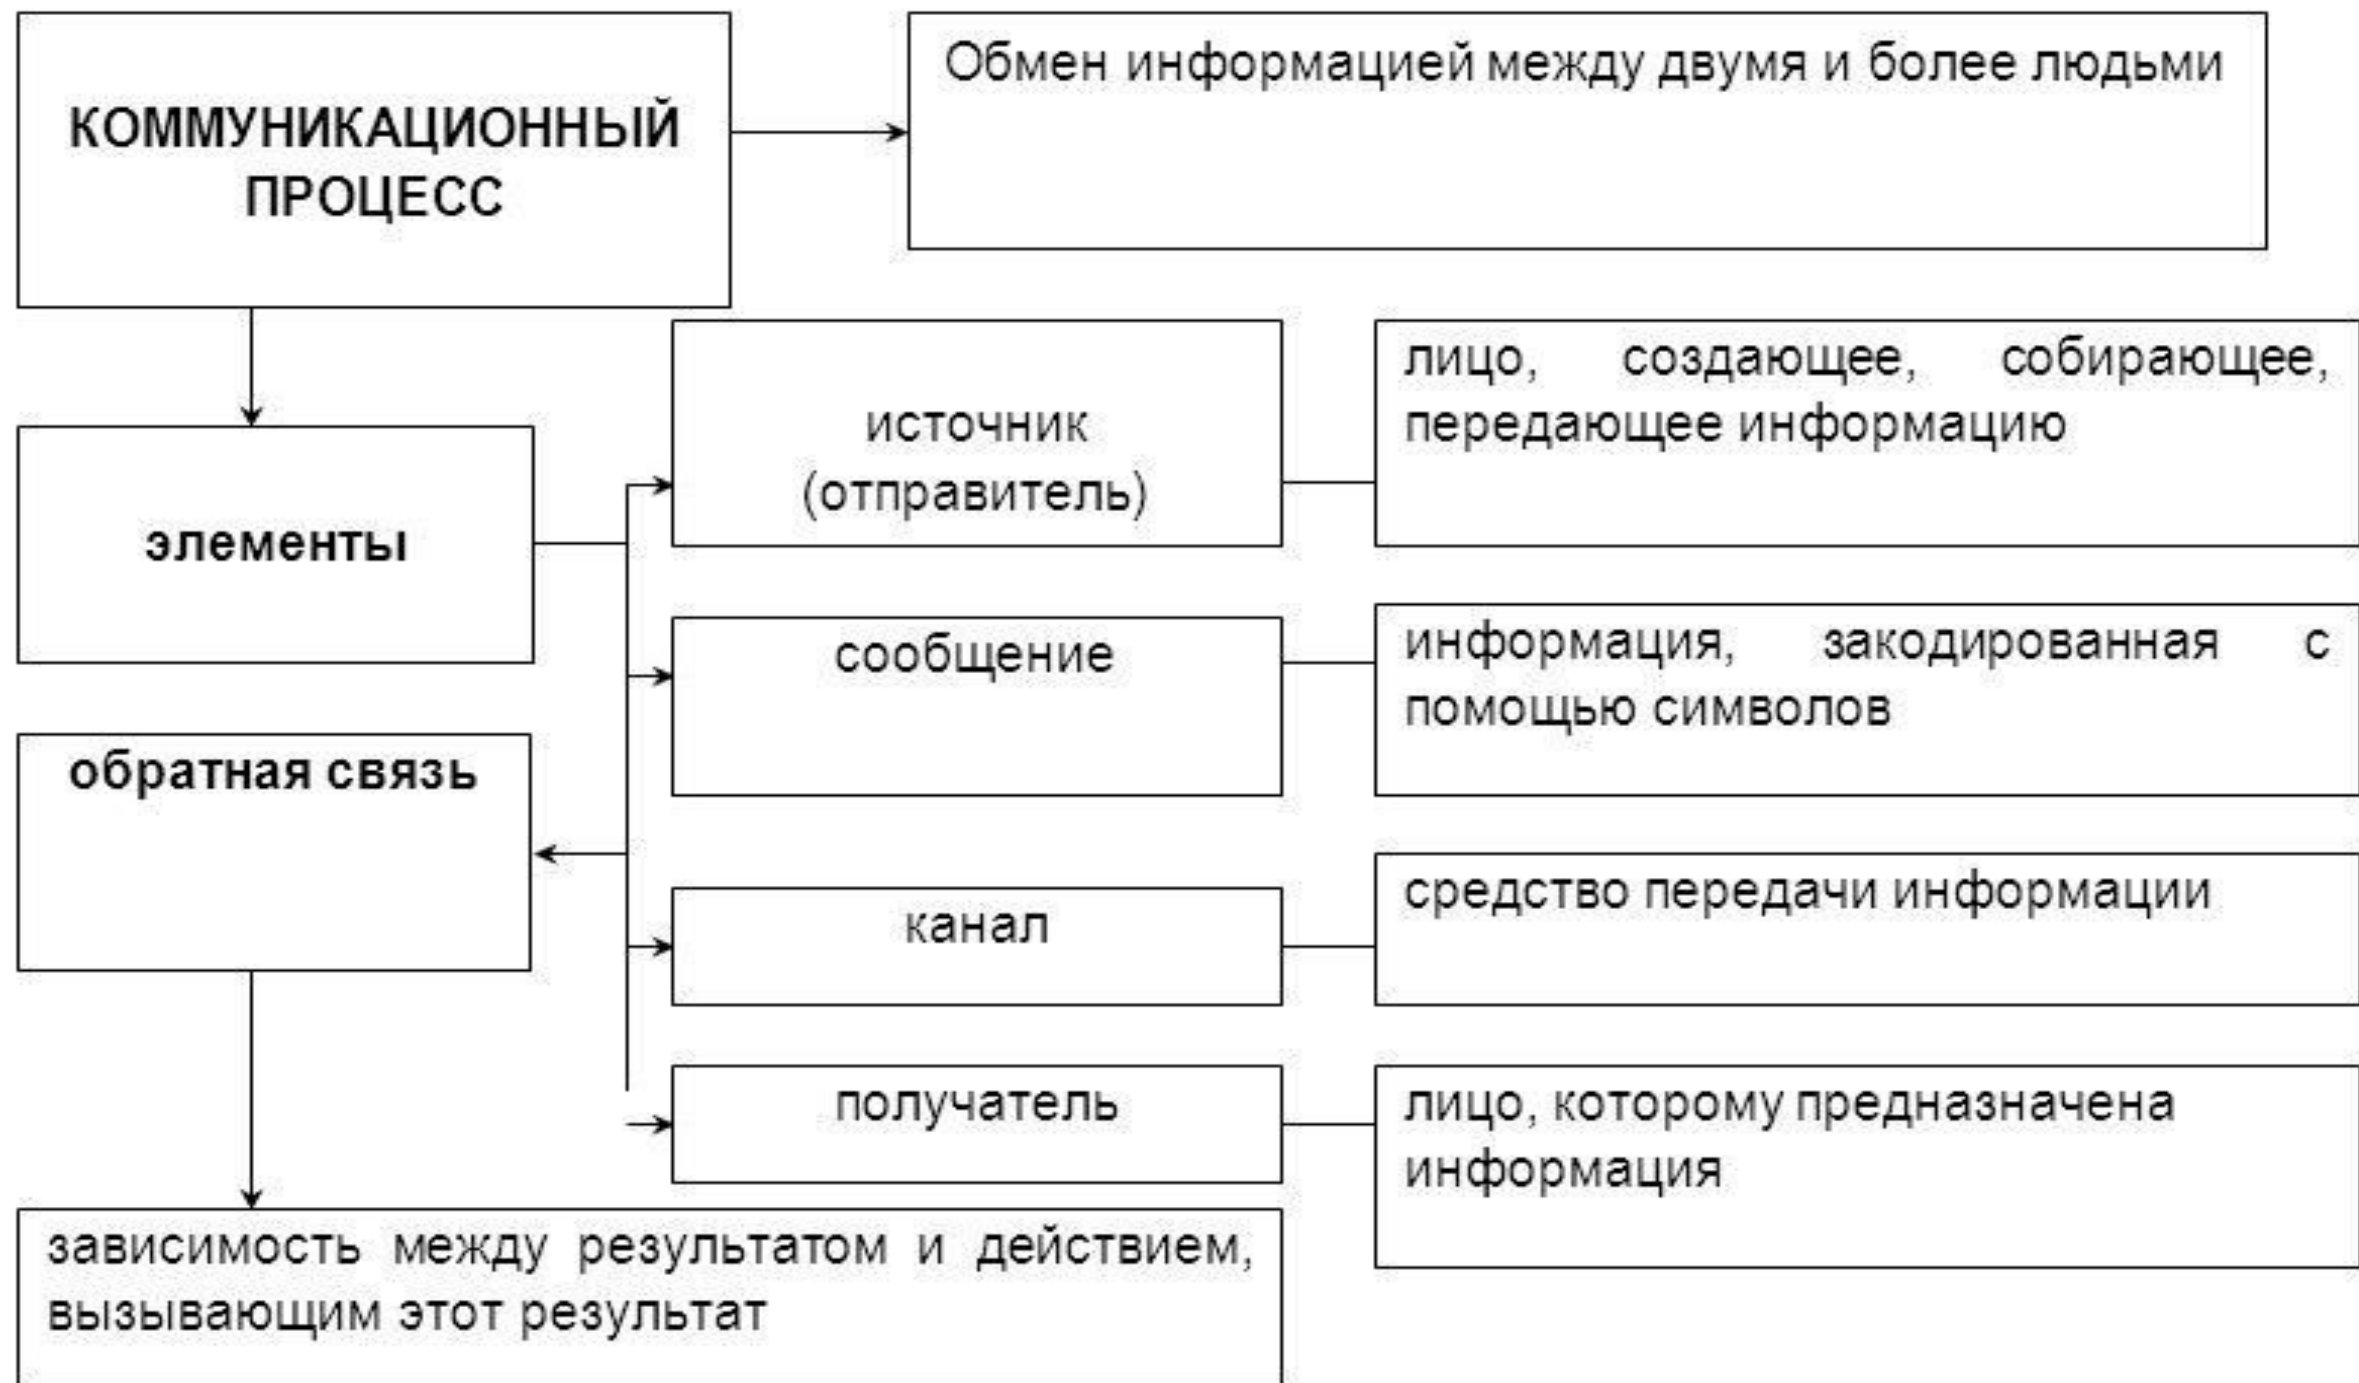 КОММУНИКАЦИОННЫЙ
ПРОЦЕСС
Обмен информацией между двумя и более людьми
элементы
источник
(отправитель)
лицо, создающее, собирающее,
передающее информацию
сообщение
информация, закодированная с
помощью символов
обратная связь
канал
средство передачи информации
получатель
лицо, которому предназначена
информация
зависимость между результатом и действием,
вызывающим этот результат